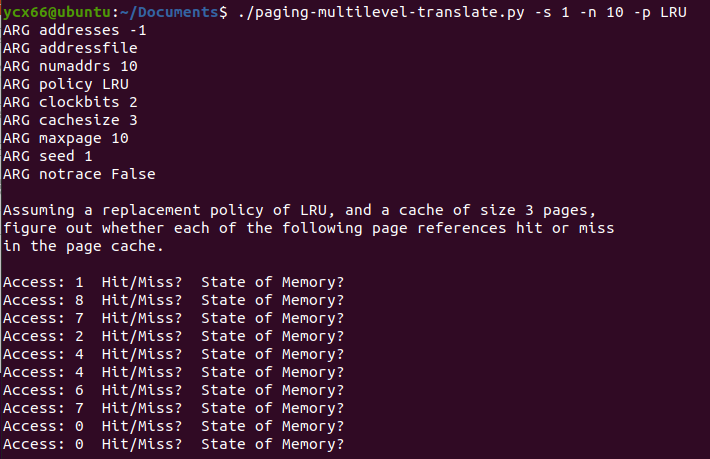 ycx66@ubuntu:~/Documents$ ./paging-multilevel-translate.py -s 1 -n 10 -p LRU
ARG addresses -1
ARG addressfile
ARG numaddrs 10
ARG policy LRU
ARG clockbits 2
ARG cachesize 3
ARG maxpage 10
ARG seed 1
ARG notrace False
Assuming a replacement policy of LRU, and a cache of size 3 pages,
figure out whether each of the following page references hit or miss
in the page cache.
Access: 1  Hit/Miss?  State of Memory?
Access: 8  Hit/Miss?  State of Memory?
Access: 7  Hit/Miss?  State of Memory?
Access: 2  Hit/Miss?  State of Memory?
Access: 4  Hit/Miss?  State of Memory?
Access: 4  Hit/Miss?  State of Memory?
Access: 6  Hit/Miss?  State of Memory?
Access: 7  Hit/Miss?  State of Memory?
Access: 0  Hit/Miss?  State of Memory?
Access: 0  Hit/Miss?  State of Memory?